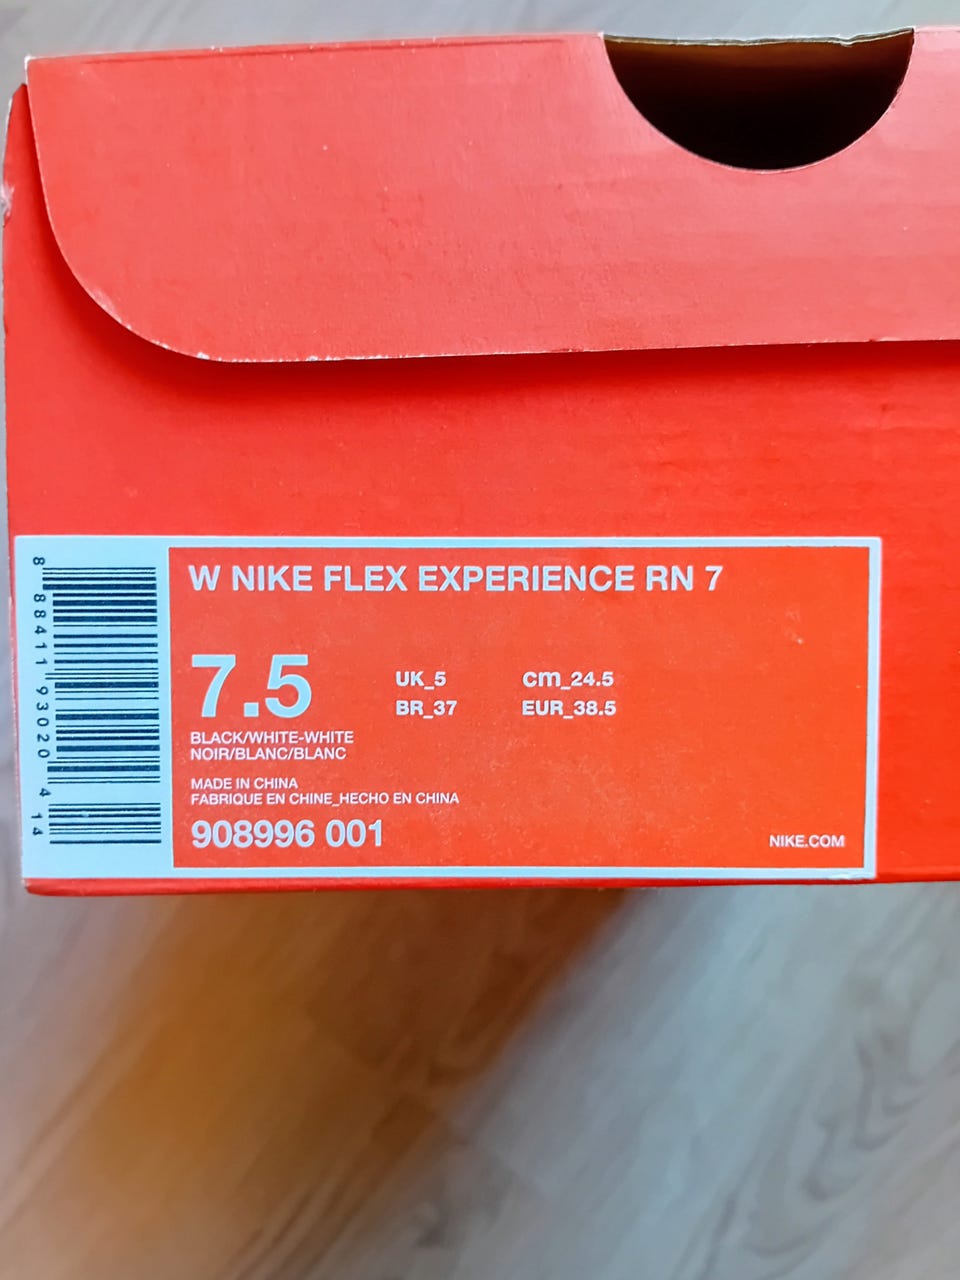 W NIKE FLEX EXPERIENCE RN 7
7.5
UK_5 cm_24.5
BR_37 EUR_38.5
BLACK/WHITE-WHITE
NOIR/BLANC/BLANC
MADE IN CHINA
FABRIQUE EN CHINE_HECHO EN CHINA
908996 001
NIKE.COM
8 88411 93020 4 14